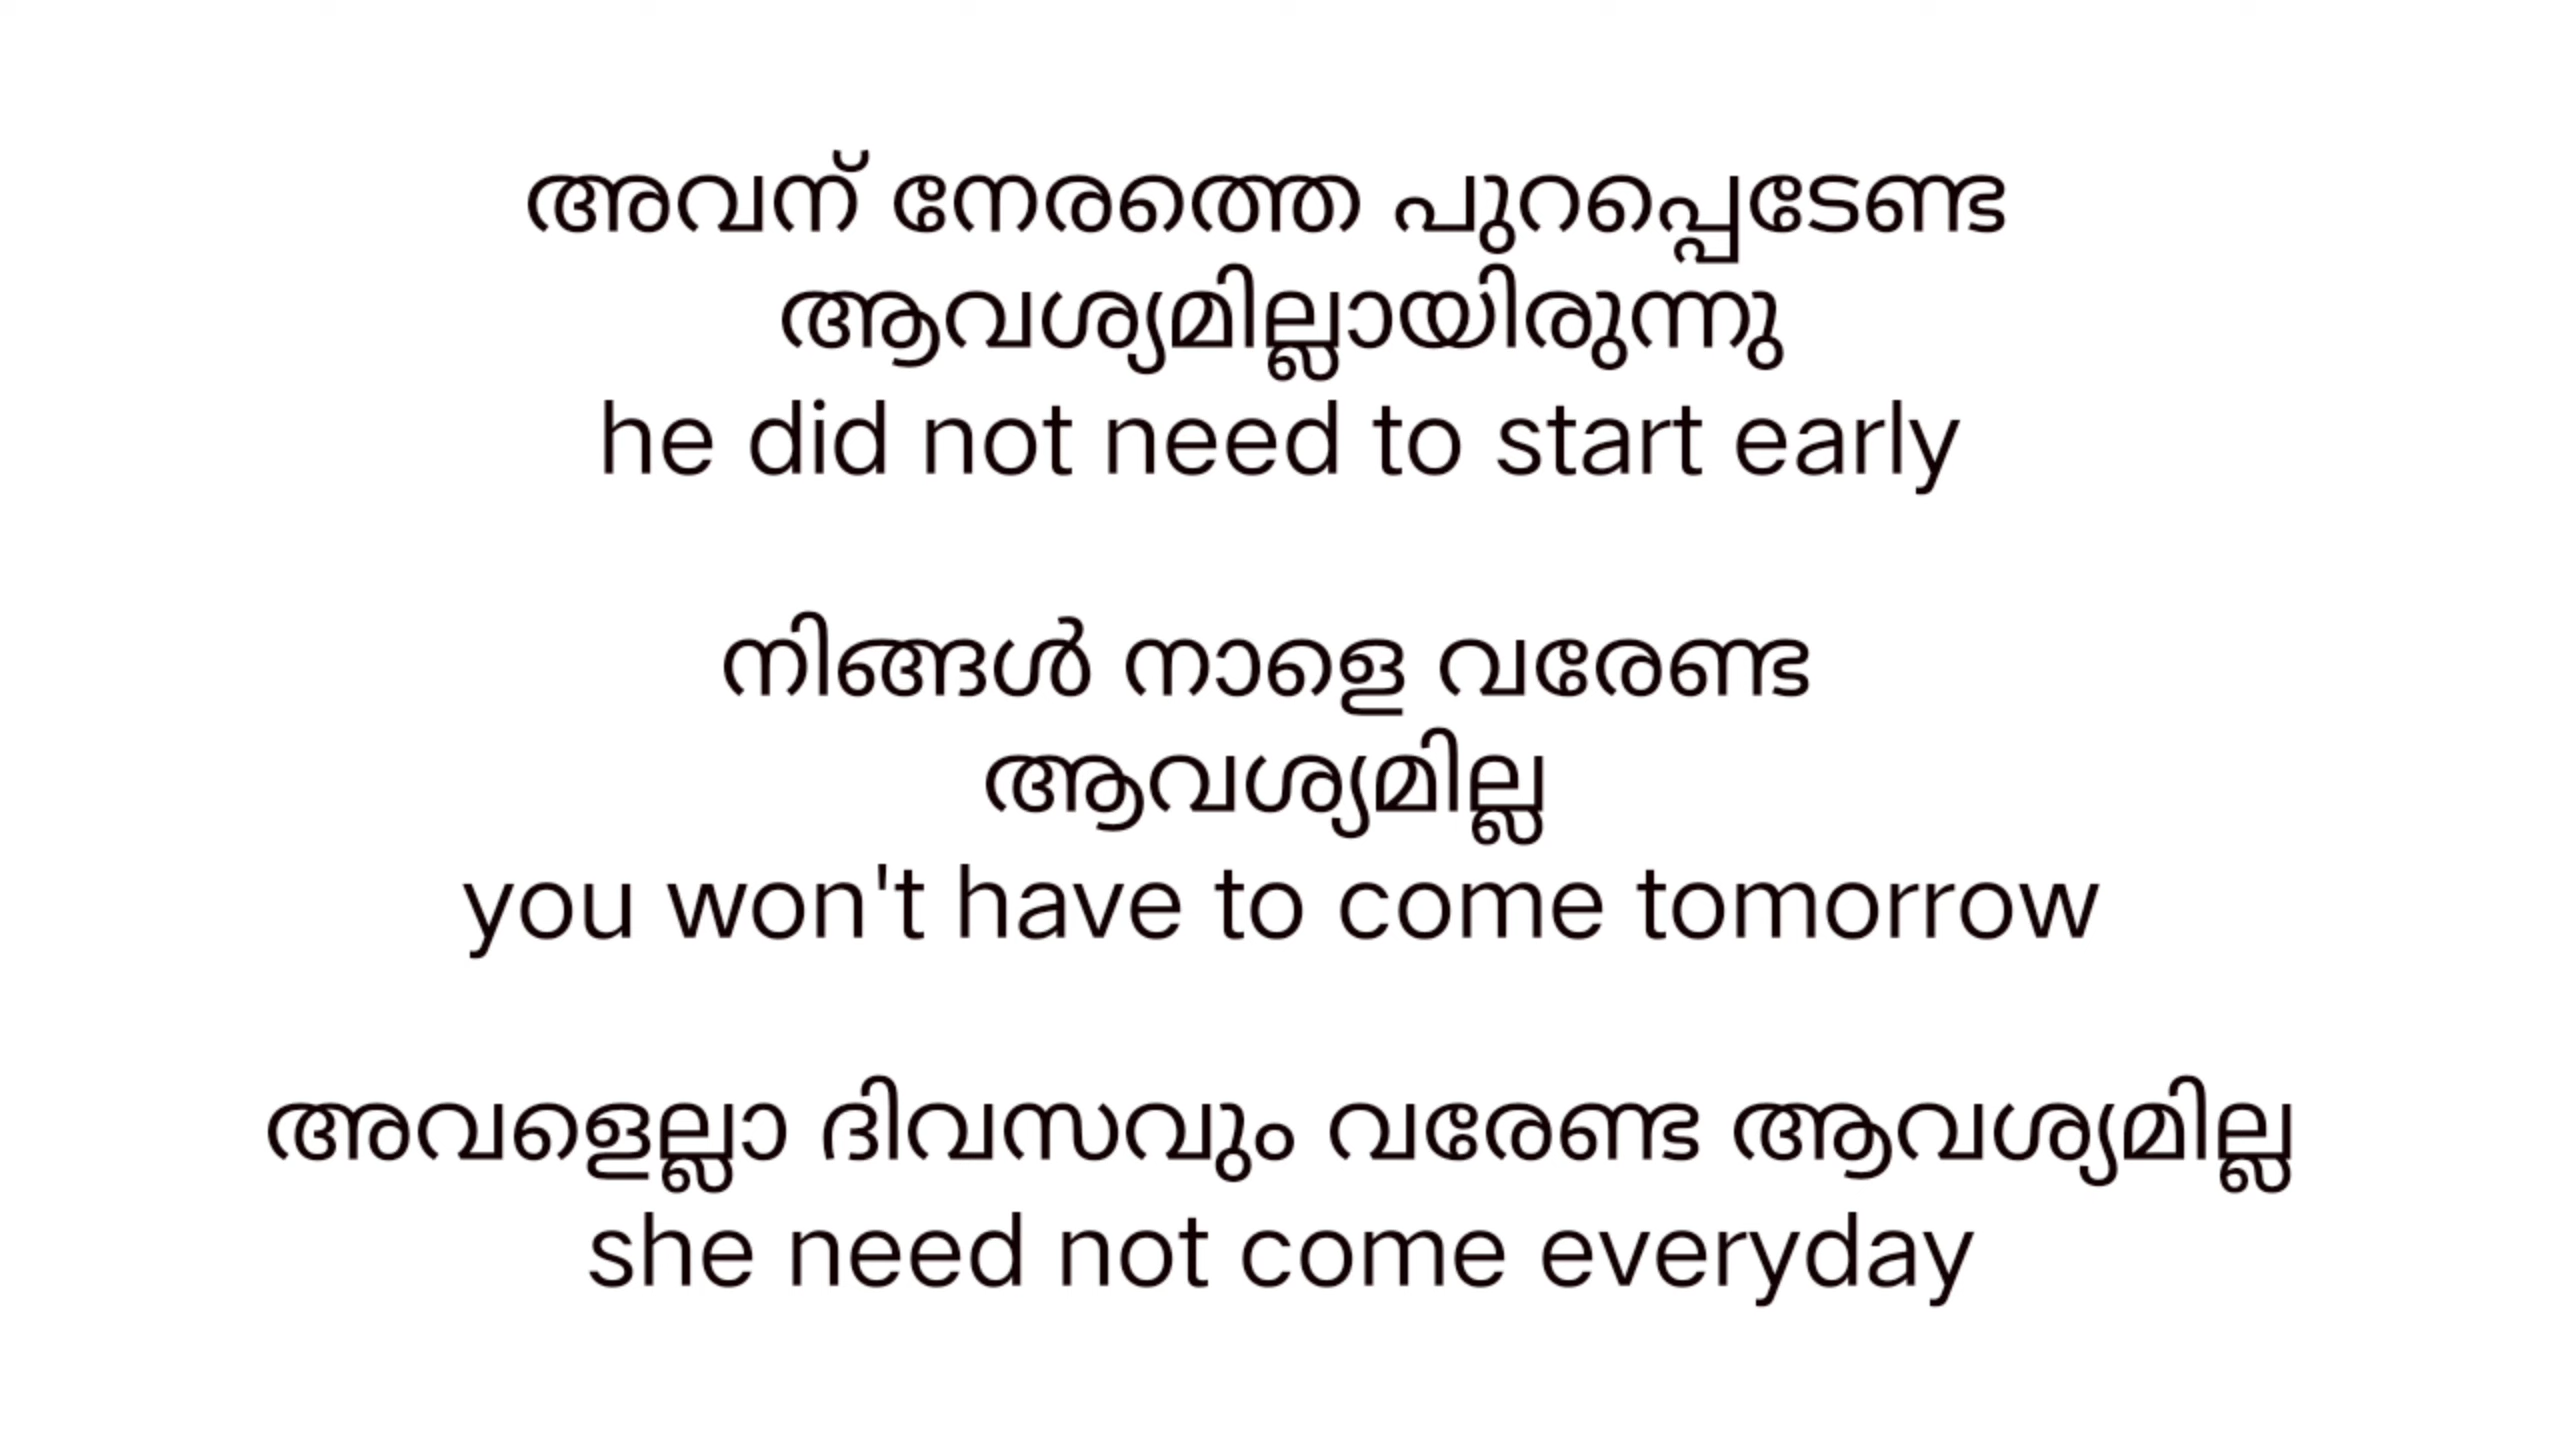 അവന് നേരത്തെ പുറപ്പെടേണ്ട
ആവശ്യമില്ലായിരുന്നു
he did not need to start early
നിങ്ങൾ നാളെ വരേണ്ട
ആവശ്യമില്ല
you won't have to come tomorrow
അവളെല്ലാ ദിവസവും വരേണ്ട ആവശ്യമില്ല
she need not come everyday